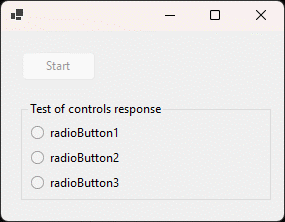 Start
Test of controls response
radioButton1
radioButton2
radioButton3